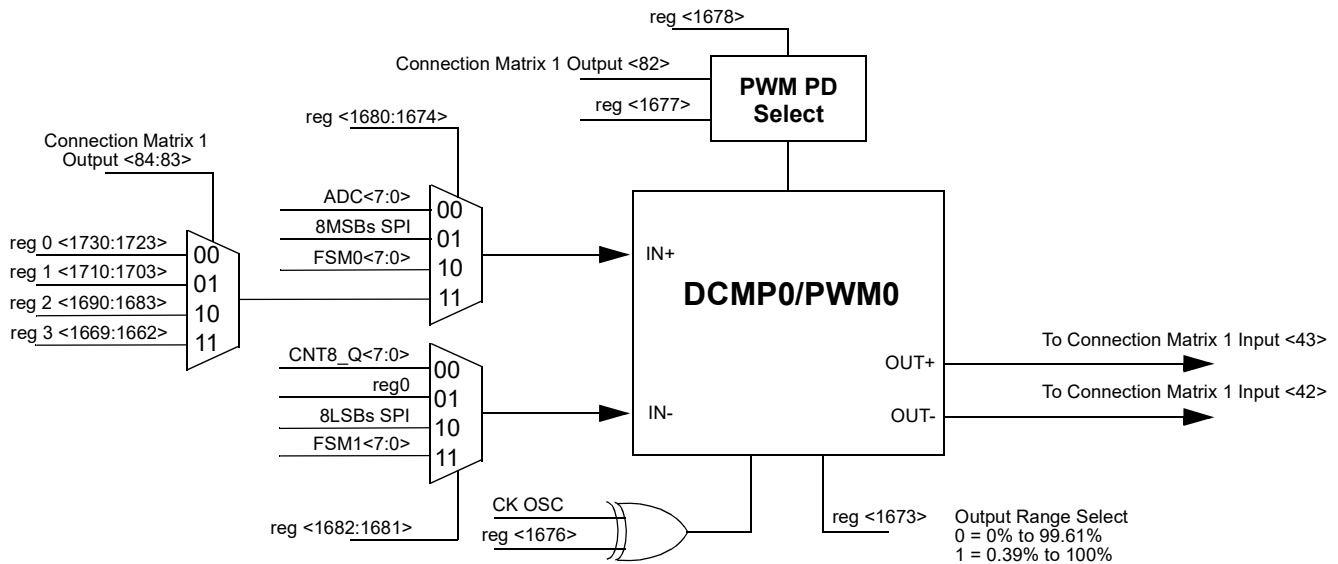 reg <1678>
Connection Matrix 1 Output <82>
reg <1677>
PWM PD
Select
reg <1680:1674>
Connection Matrix 1
Output <84:83>
ADC<7:0>
8MSBs SPI
FSM0<7:0>
00
01
10
11
reg 0 <1730:1723>
reg 1 <1710:1703>
reg 2 <1690:1683>
reg 3 <1669:1662>
00
01
10
11
IN+
DCMP0/PWM0
CNT8_Q<7:0>
reg0
8LSBs SPI
FSM1<7:0>
00
01
10
11
IN-
OUT+
OUT-
To Connection Matrix 1 Input <43>
To Connection Matrix 1 Input <42>
reg <1682:1681>
CK OSC
reg <1676>
reg <1673>
Output Range Select
0 = 0% to 99.61%
1 = 0.39% to 100%